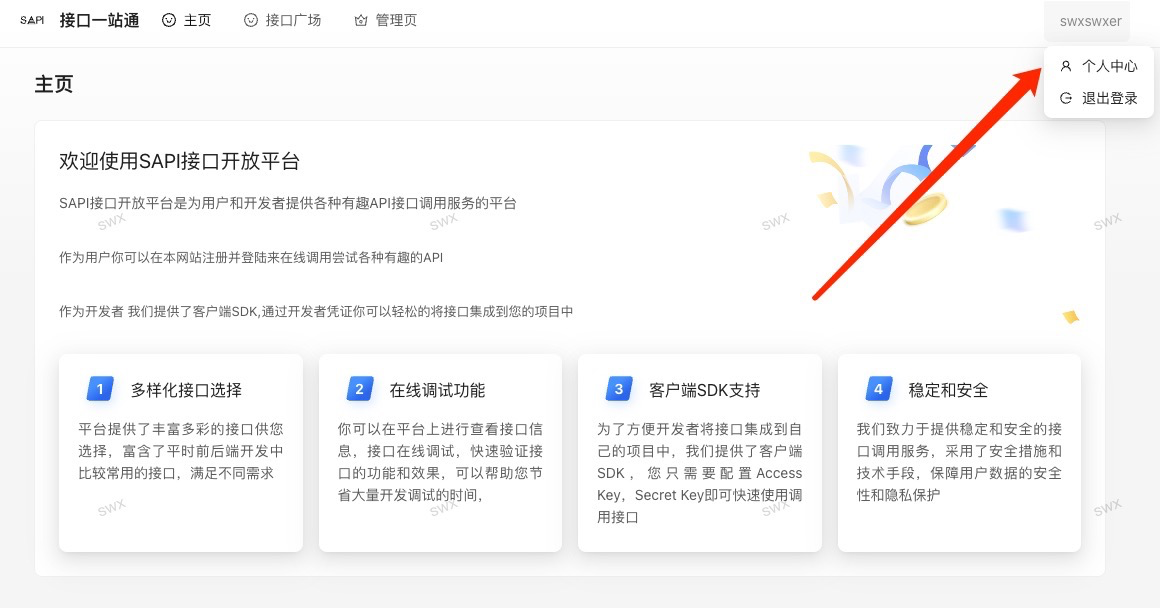 SAPI 接口一站通 主页 接口广场 管理页 swxswxer
个人中心
退出登录
主页
欢迎使用SAPI接口开放平台
SAPI接口开放平台是为用户和开发者提供各种有趣API接口调用服务的平台
swx swx swx swx
作为用户你可以在本网站注册并登陆来在线调用尝试各种有趣的API
作为开发者 我们提供了客户端SDK,通过开发者凭证你可以轻松的将接口集成到您的项目中
1 多样化接口选择
平台提供了丰富多彩的接口供您
选择，富含了平时前后端开发中
比较常用的接口，满足不同需求
2 在线调试功能
你可以在平台上进行查看接口信
息，接口在线调试，快速验证接
口的功能和效果，可以帮助您节
省大量开发调试的时间，
3 客户端SDK支持
为了方便开发者将接口集成到自
己的项目中，我们提供了客户端
SDK，您只需要配置Access
Key，Secret Key即可快速使用调
用接口
4 稳定和安全
我们致力于提供稳定和安全的接
口调用服务，采用了安全措施和
技术手段，保障用户数据的安全
性和隐私保护
swx swx swx swx